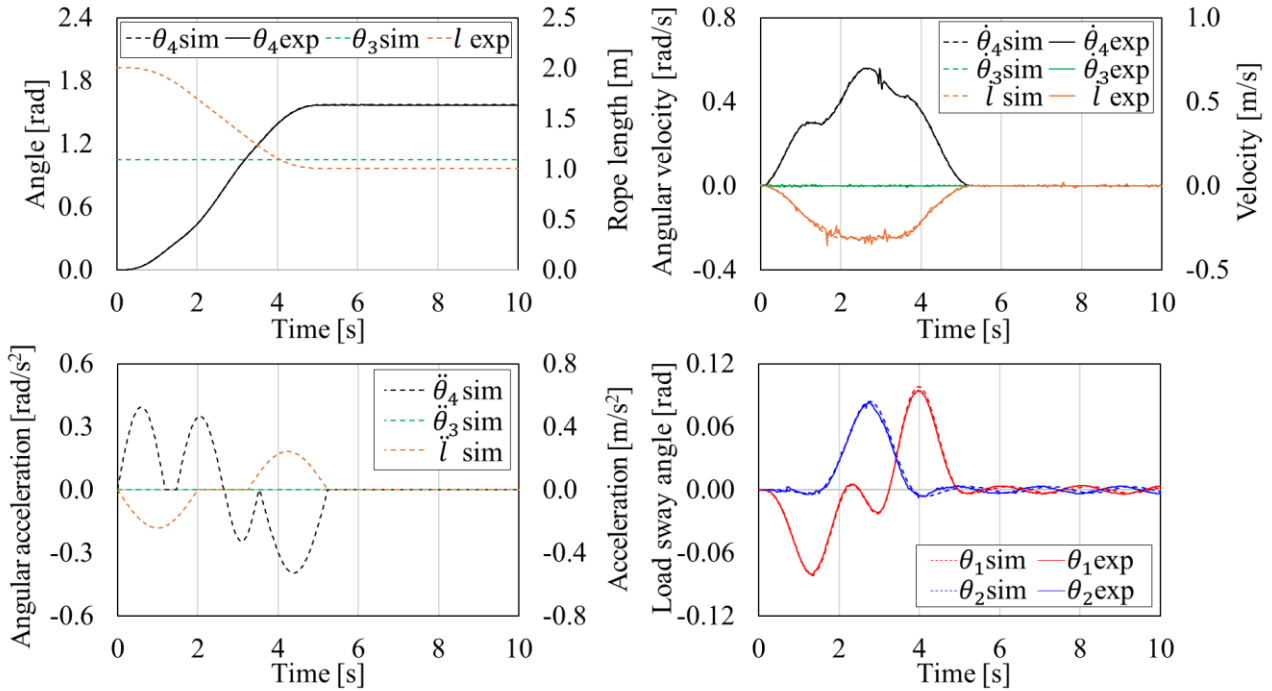 θ₄sim θ₄exp θ₃sim l exp
Angle [rad]
2.4
1.8
1.2
0.6
0.0
2.5
2.0
1.5
1.0
0.5
0.0
Rope length [m]
0 2 4 6 8 10
Time [s]
θ̇₄sim θ̇₄exp
θ̇₃sim θ̇₃exp
l̇ sim l̇ exp
Angular velocity [rad/s]
0.8
0.4
0.0
-0.4
1.0
0.5
0.0
-0.5
Velocity [m/s]
0 2 4 6 8 10
Time [s]
θ̈₄sim
θ̈₃sim
l̈ sim
Angular acceleration [rad/s²]
0.6
0.3
0.0
-0.3
-0.6
0.8
0.4
0.0
-0.4
-0.8
Acceleration [m/s²]
0 2 4 6 8 10
Time [s]
Load sway angle [rad]
0.12
0.06
0.00
-0.06
-0.12
θ₁sim θ₁exp
θ₂sim θ₂exp
0 2 4 6 8 10
Time [s]